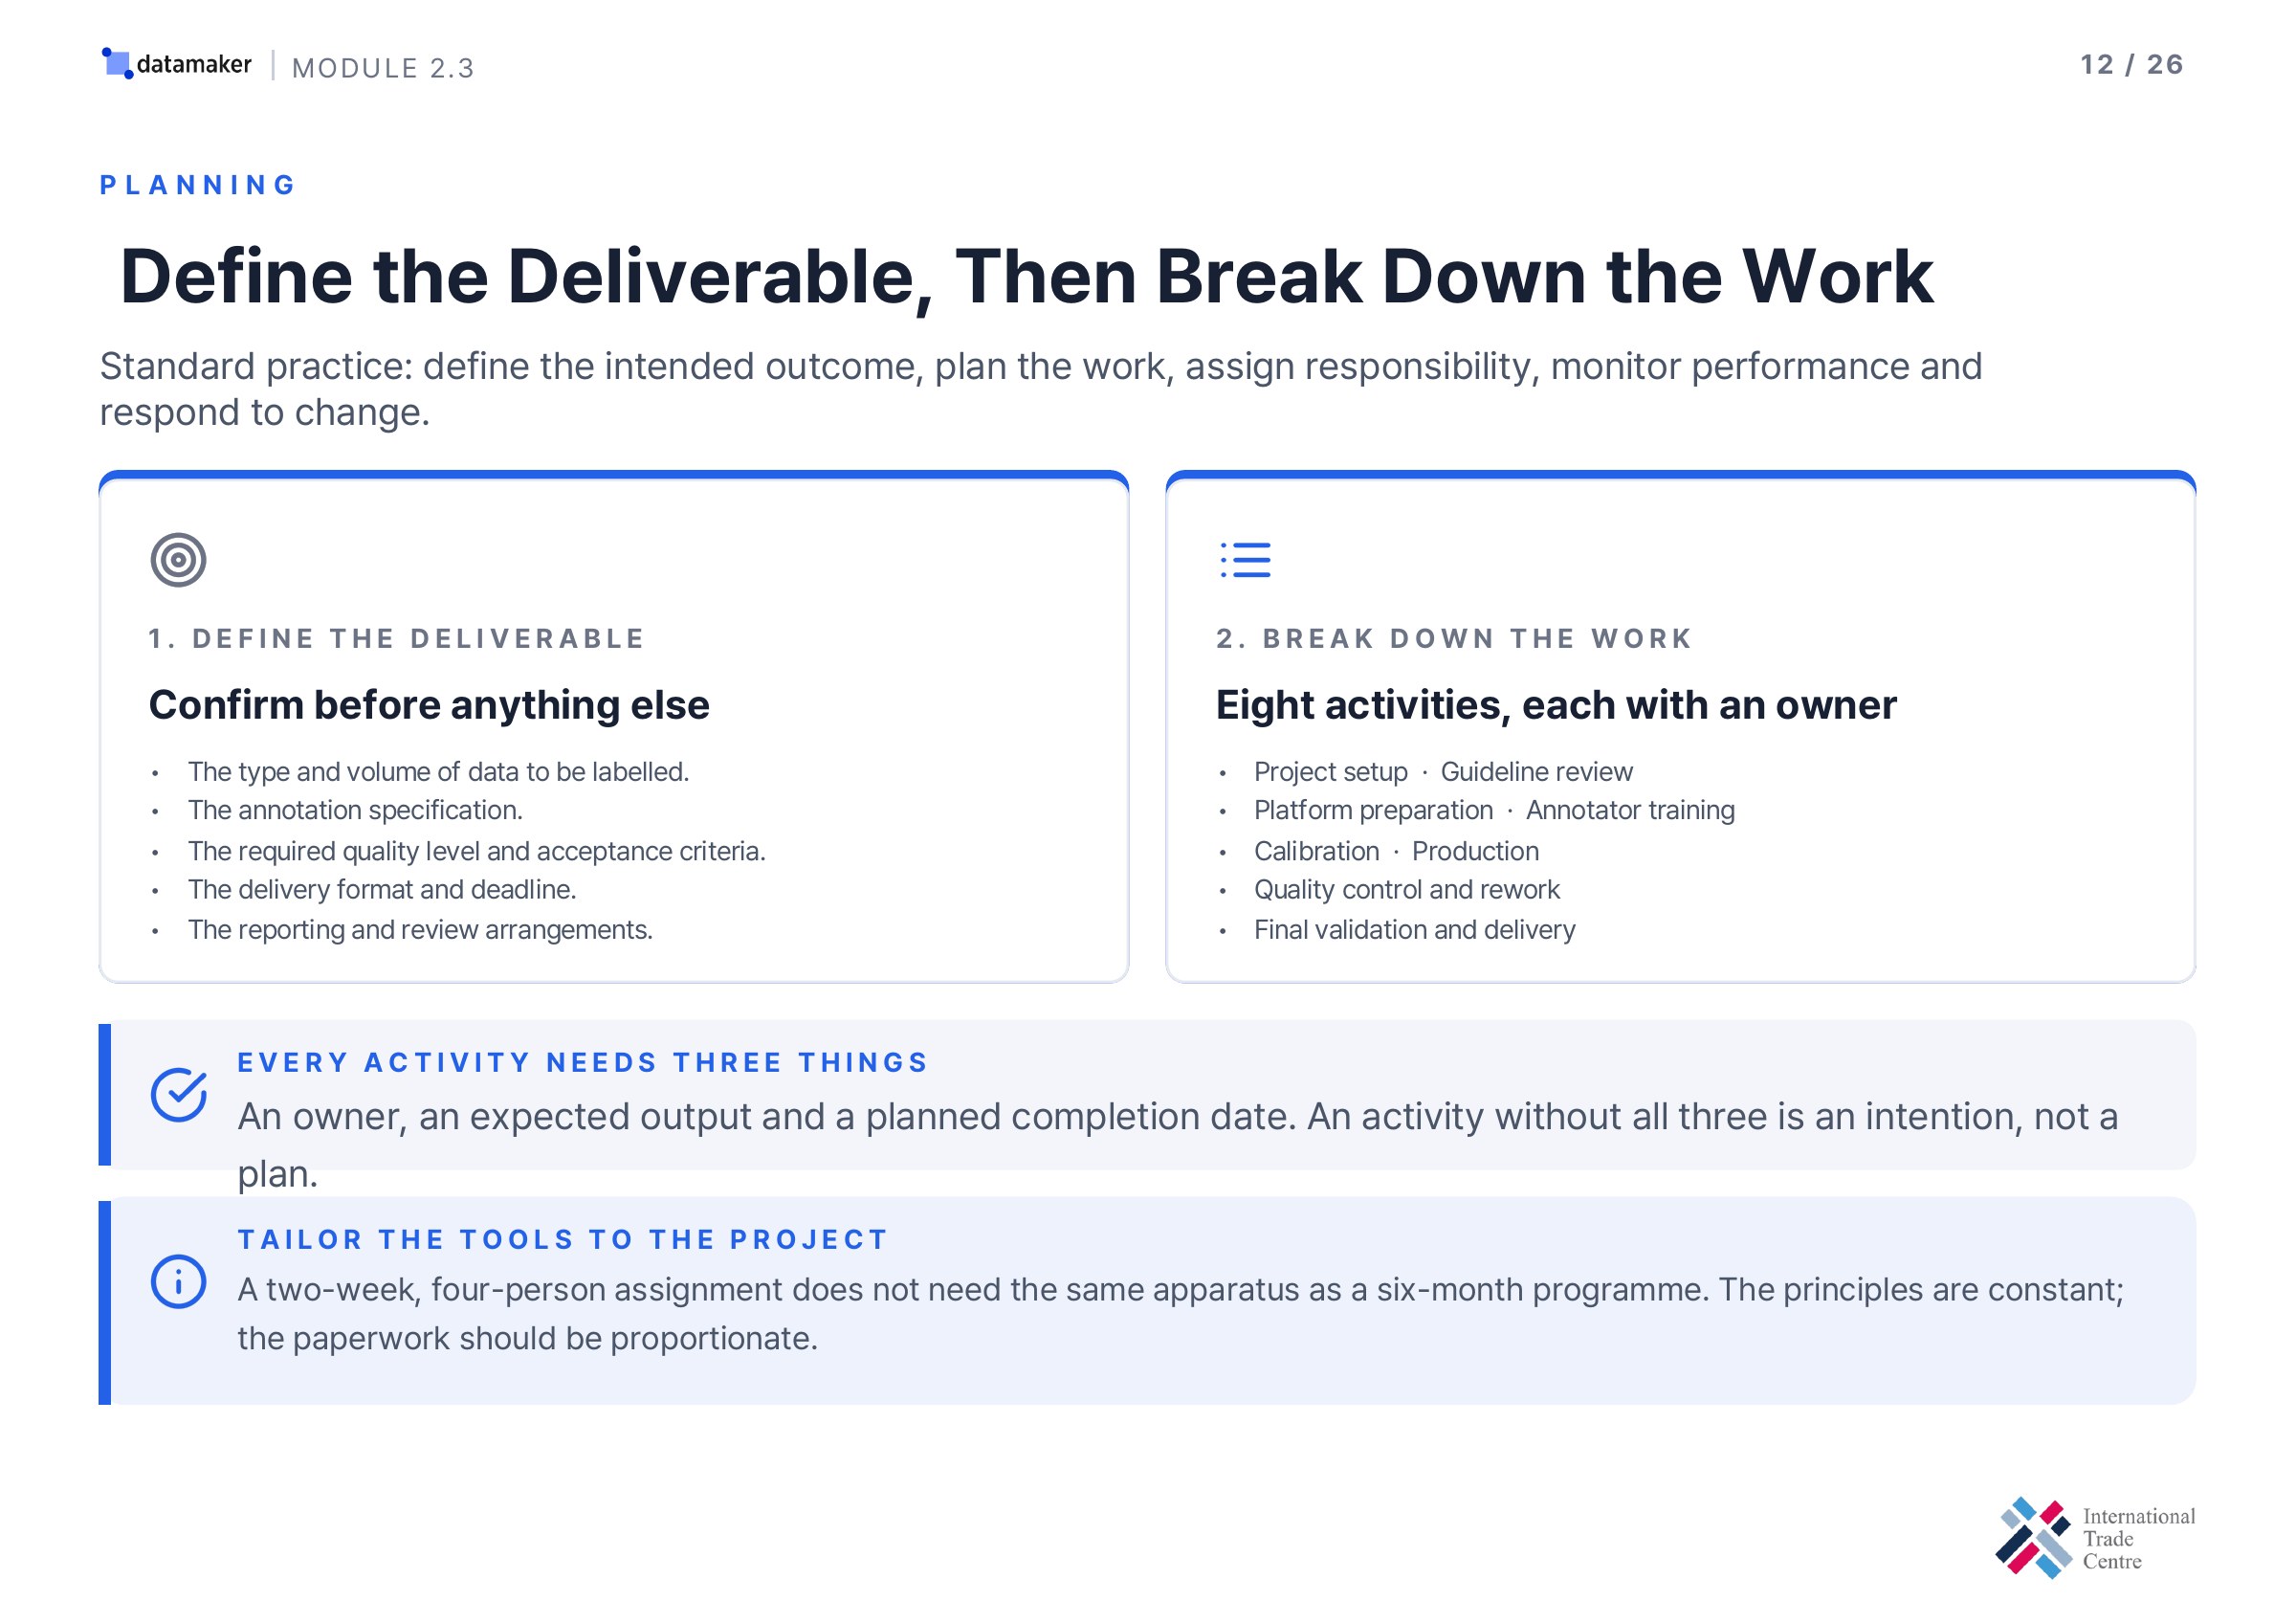 datamaker | MODULE 2.3
12 / 26
PLANNING
Define the Deliverable, Then Break Down the Work
Standard practice: define the intended outcome, plan the work, assign responsibility, monitor performance and
respond to change.
1. DEFINE THE DELIVERABLE
Confirm before anything else
• The type and volume of data to be labelled.
• The annotation specification.
• The required quality level and acceptance criteria.
• The delivery format and deadline.
• The reporting and review arrangements.
2. BREAK DOWN THE WORK
Eight activities, each with an owner
• Project setup · Guideline review
• Platform preparation · Annotator training
• Calibration · Production
• Quality control and rework
• Final validation and delivery
EVERY ACTIVITY NEEDS THREE THINGS
An owner, an expected output and a planned completion date. An activity without all three is an intention, not a
plan.
TAILOR THE TOOLS TO THE PROJECT
A two-week, four-person assignment does not need the same apparatus as a six-month programme. The principles are constant;
the paperwork should be proportionate.
International
Trade
Centre